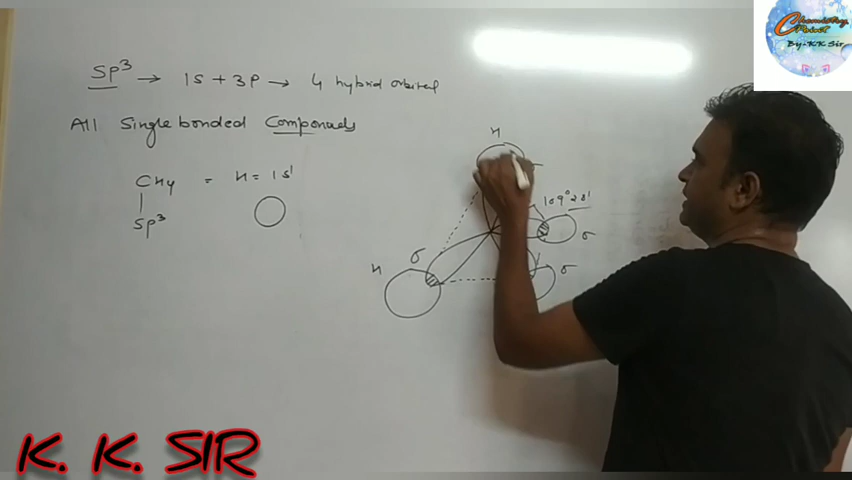 Sp³ → 1S + 3P → 4 hybrid orbital
All Single bonded Compounds
CH₄ = H = 1s¹
Sp³
H
109°28'
σ
σ
H
σ
Chemistry
Point
By-K K Sir
K. K. SIR